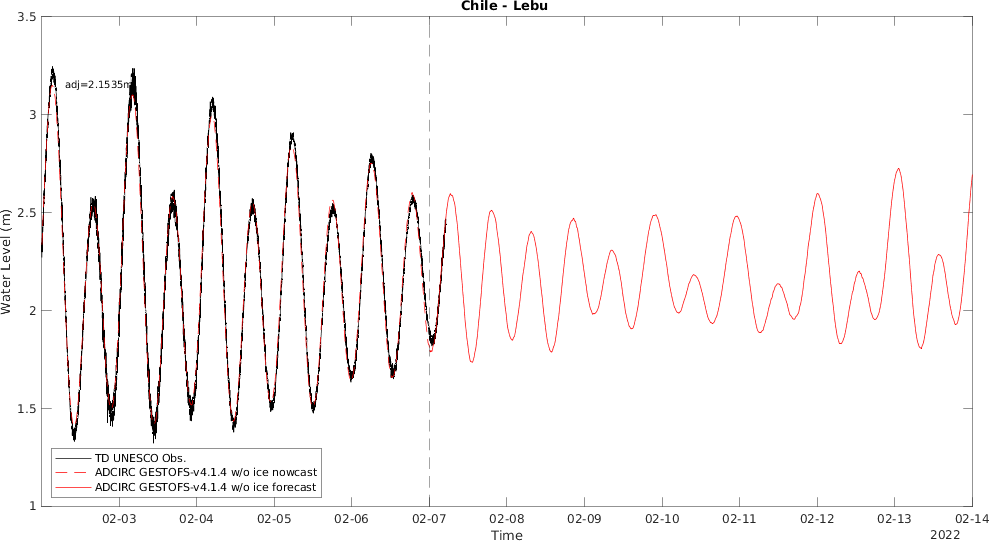 Chile - Lebu
3.5
3
2.5
2
1.5
1
Water Level (m)
adj=2.1535m
TD UNESCO Obs.
ADCIRC GESTOFS-v4.1.4 w/o ice nowcast
ADCIRC GESTOFS-v4.1.4 w/o ice forecast
02-03 02-04 02-05 02-06 02-07 02-08 02-09 02-10 02-11 02-12 02-13 02-14
Time
2022